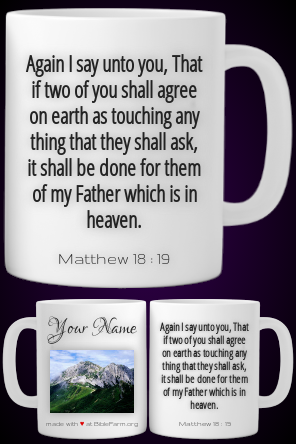 Again I say unto you, That
if two of you shall agree
on earth as touching any
thing that they shall ask,
it shall be done for them
of my Father which is in
heaven.
Matthew 18 : 19
Your Name
made with ♥ at BibleFarm.org
Again I say unto you, That
if two of you shall agree
on earth as touching any
thing that they shall ask,
it shall be done for them
of my Father which is in
heaven.
Matthew 18 : 19